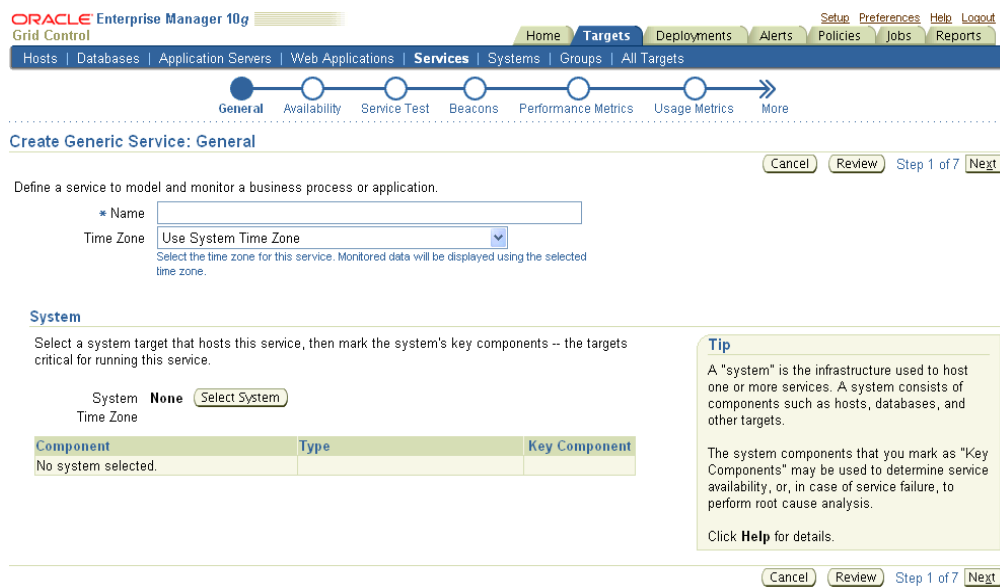 ORACLE Enterprise Manager 10g
Grid Control
Setup Preferences Help Logout
Home Targets Deployments Alerts Policies Jobs Reports
Hosts | Databases | Application Servers | Web Applications | Services | Systems | Groups | All Targets
General Availability Service Test Beacons Performance Metrics Usage Metrics More
Create Generic Service: General
Cancel Review Step 1 of 7 Next
Define a service to model and monitor a business process or application.
* Name
Time Zone Use System Time Zone
Select the time zone for this service. Monitored data will be displayed using the selected
time zone.
System
Select a system target that hosts this service, then mark the system's key components -- the targets
critical for running this service.
System None Select System
Time Zone
Component Type Key Component
No system selected.
Tip
A "system" is the infrastructure used to host
one or more services. A system consists of
components such as hosts, databases, and
other targets.
The system components that you mark as "Key
Components" may be used to determine service
availability, or, in case of service failure, to
perform root cause analysis.
Click Help for details.
Cancel Review Step 1 of 7 Next